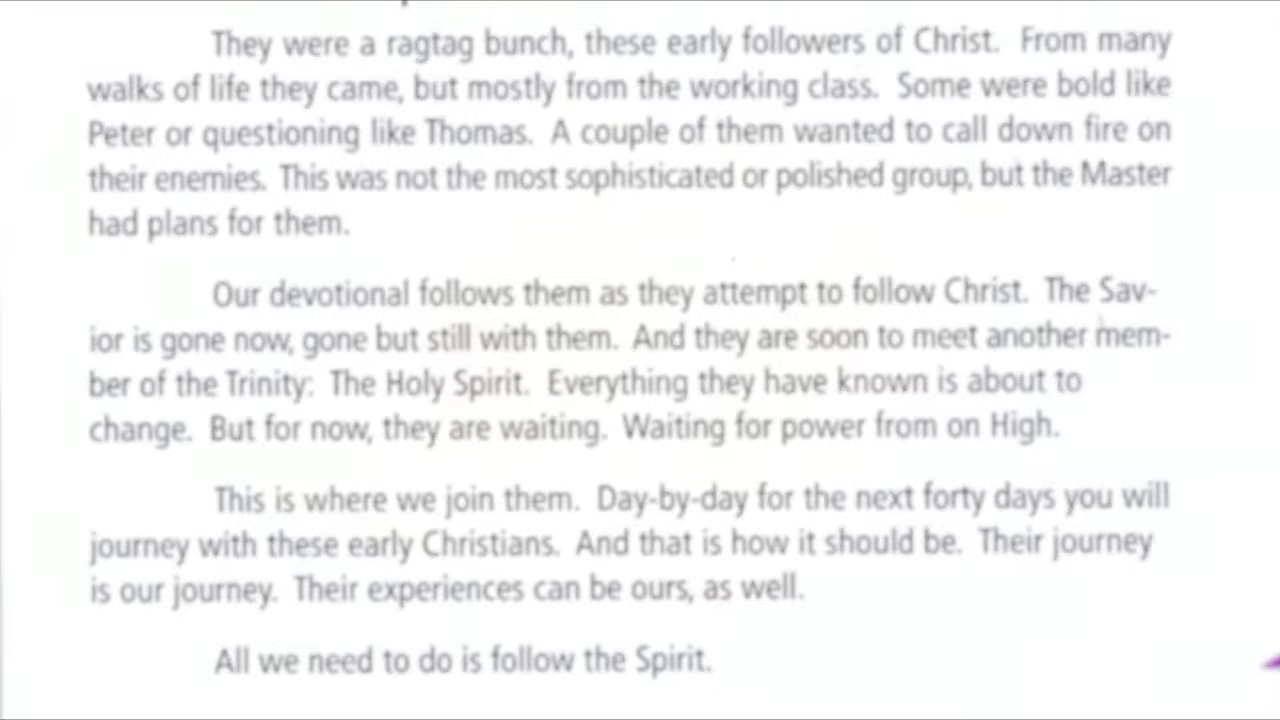 They were a ragtag bunch, these early followers of Christ. From many
walks of life they came, but mostly from the working class. Some were bold like
Peter or questioning like Thomas. A couple of them wanted to call down fire on
their enemies. This was not the most sophisticated or polished group, but the Master
had plans for them.
Our devotional follows them as they attempt to follow Christ. The Sav-
ior is gone now, gone but still with them. And they are soon to meet another mem-
ber of the Trinity: The Holy Spirit. Everything they have known is about to
change. But for now, they are waiting. Waiting for power from on High.
This is where we join them. Day-by-day for the next forty days you will
journey with these early Christians. And that is how it should be. Their journey
is our journey. Their experiences can be ours, as well.
All we need to do is follow the Spirit.